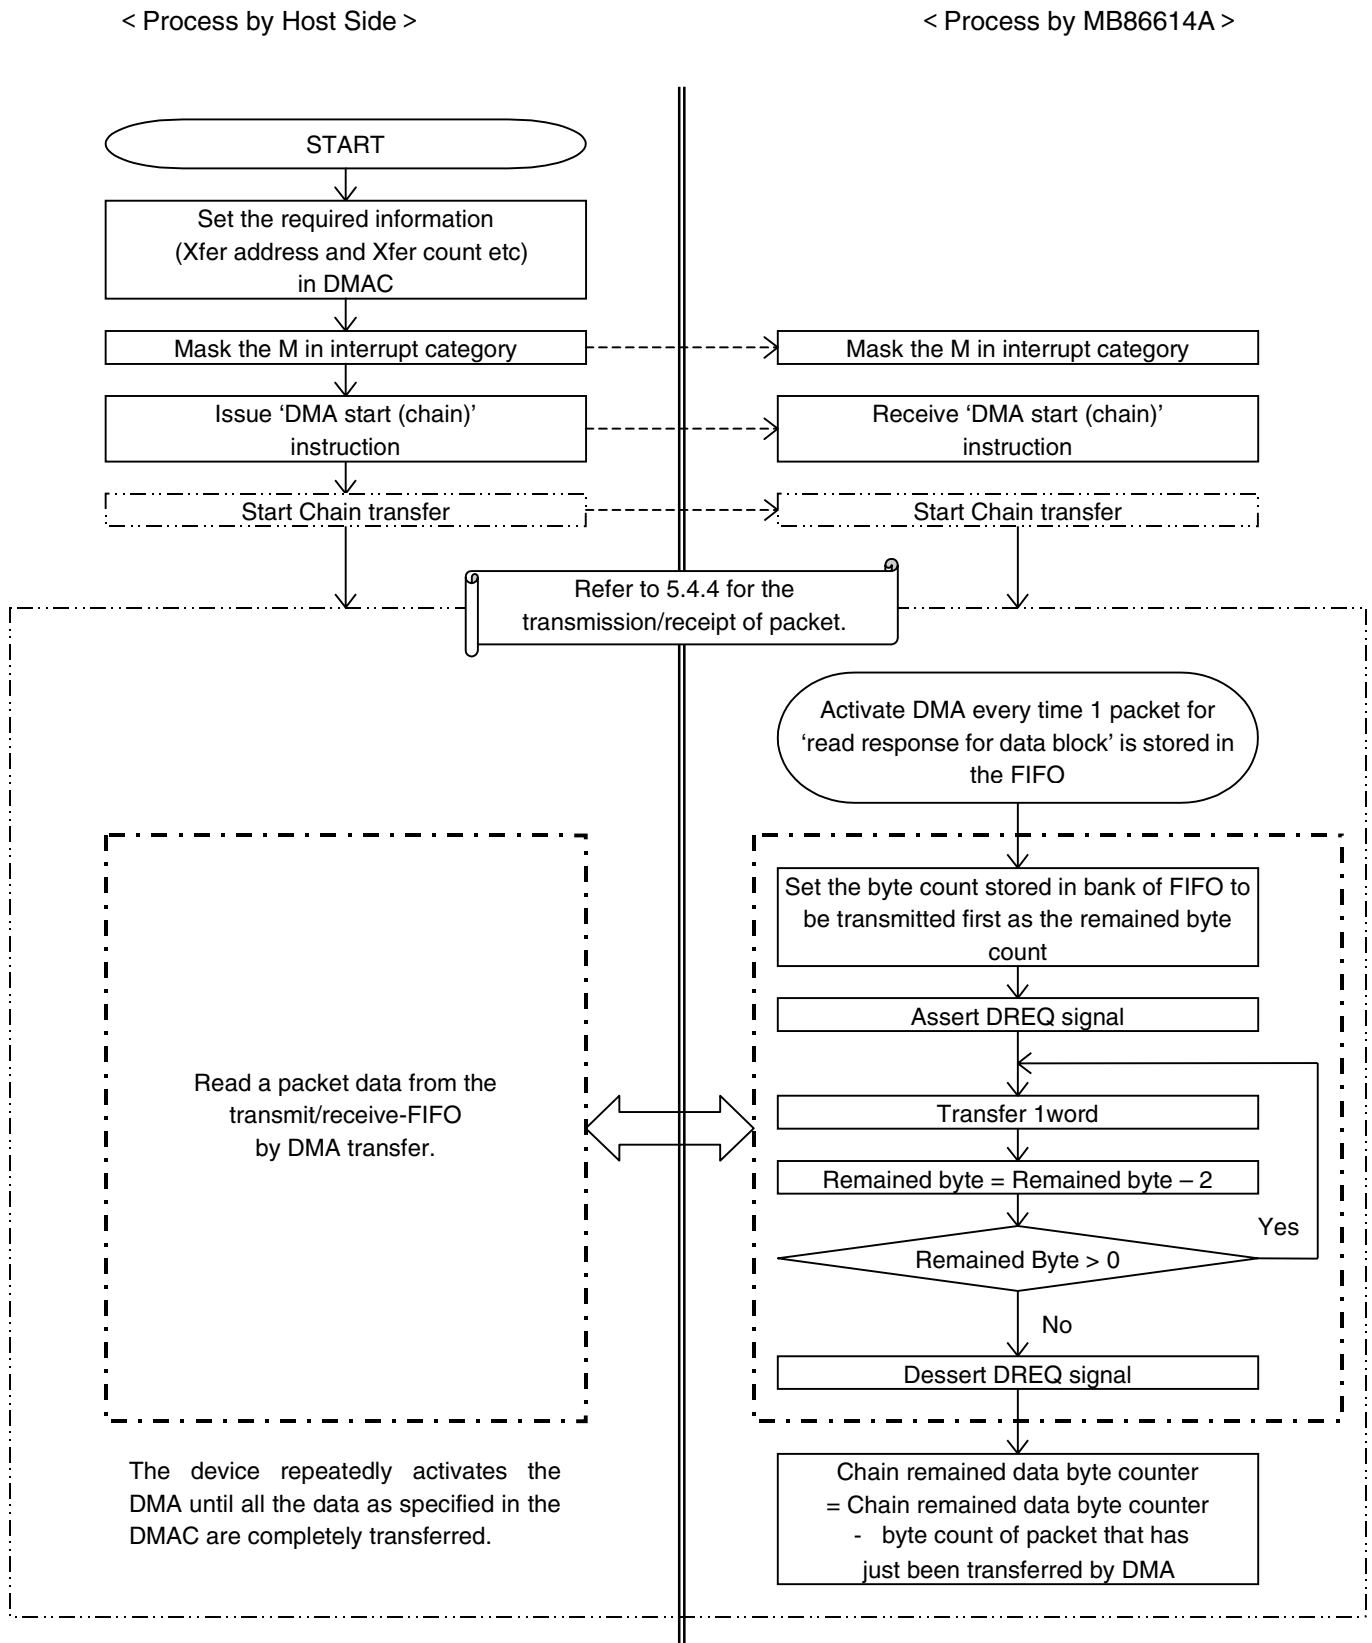 < Process by Host Side >
< Process by MB86614A >
START
Set the required information
(Xfer address and Xfer count etc)
in DMAC
Mask the M in interrupt category
Mask the M in interrupt category
Issue ‘DMA start (chain)’
instruction
Receive ‘DMA start (chain)’
instruction
Start Chain transfer
Start Chain transfer
Refer to 5.4.4 for the
transmission/receipt of packet.
Activate DMA every time 1 packet for
‘read response for data block’ is stored in
the FIFO
Set the byte count stored in bank of FIFO to
be transmitted first as the remained byte
count
Assert DREQ signal
Read a packet data from the
transmit/receive-FIFO
by DMA transfer.
Transfer 1word
Remained byte = Remained byte – 2
Yes
Remained Byte > 0
No
Dessert DREQ signal
The device repeatedly activates the
DMA until all the data as specified in the
DMAC are completely transferred.
Chain remained data byte counter
= Chain remained data byte counter
- byte count of packet that has
just been transferred by DMA